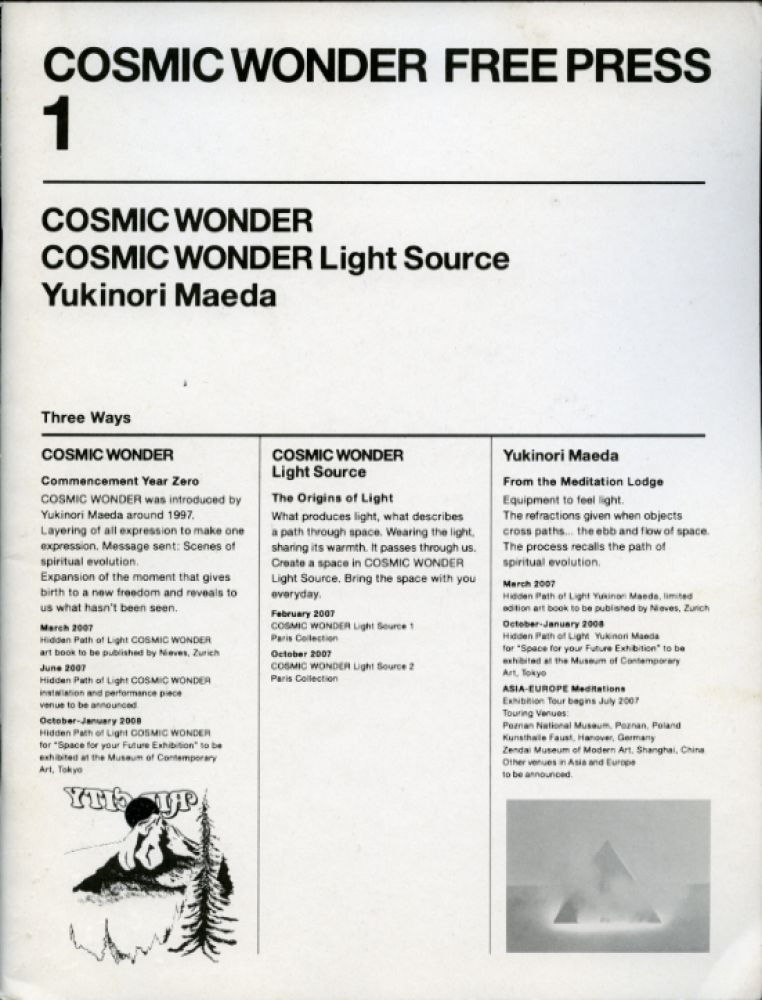 COSMIC WONDER FREE PRESS
1
COSMIC WONDER
COSMIC WONDER Light Source
Yukinori Maeda
Three Ways
COSMIC WONDER
Commencement Year Zero
COSMIC WONDER was introduced by
Yukinori Maeda around 1997.
Layering of all expression to make one
expression. Message sent: Scenes of
spiritual evolution.
Expansion of the moment that gives
birth to a new freedom and reveals to
us what hasn't been seen.
March 2007
Hidden Path of Light COSMIC WONDER
art book to be published by Nieves, Zurich
June 2007
Hidden Path of Light COSMIC WONDER
installation and performance piece
venue to be announced.
October-January 2008
Hidden Path of Light COSMIC WONDER
for "Space for your Future Exhibition" to be
exhibited at the Museum of Contemporary
Art, Tokyo
COSMIC WONDER
Light Source
The Origins of Light
What produces light, what describes
a path through space. Wearing the light,
sharing its warmth. It passes through us.
Create a space in COSMIC WONDER
Light Source. Bring the space with you
everyday.
February 2007
COSMIC WONDER Light Source 1
Paris Collection
October 2007
COSMIC WONDER Light Source 2
Paris Collection
Yukinori Maeda
From the Meditation Lodge
Equipment to feel light.
The refractions given when objects
cross paths... the ebb and flow of space.
The process recalls the path of
spiritual evolution.
March 2007
Hidden Path of Light Yukinori Maeda, limited
edition art book to be published by Nieves, Zurich
October-January 2008
Hidden Path of Light Yukinori Maeda
for "Space for your Future Exhibition" to be
exhibited at the Museum of Contemporary
Art, Tokyo
ASIA-EUROPE Meditations
Exhibition Tour begins July 2007
Touring Venues:
Poznan National Museum, Poznan, Poland
Kunsthalle Faust, Hanover, Germany
Zendai Museum of Modern Art, Shanghai, China
Other venues in Asia and Europe
to be announced.